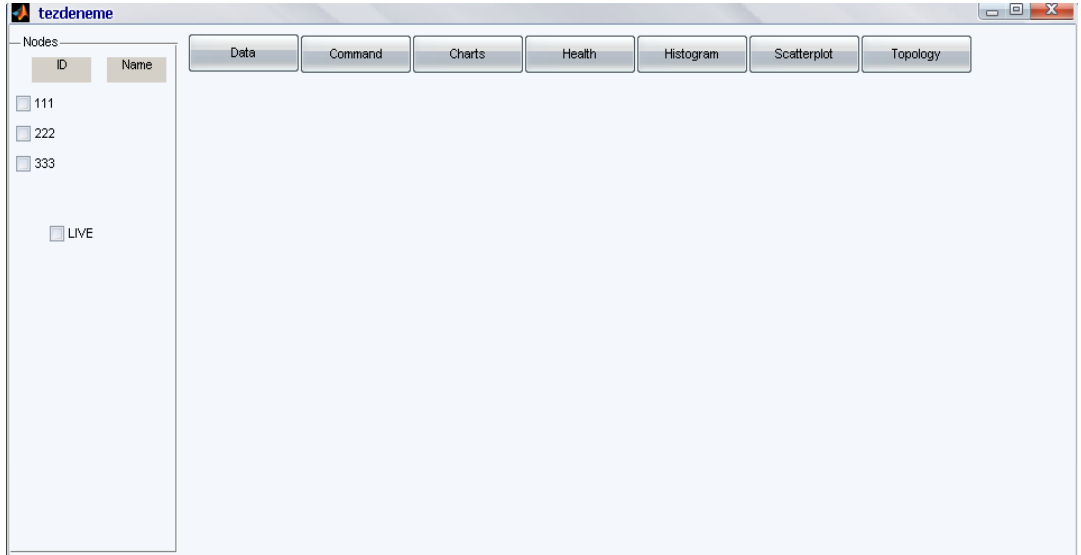 tezdeneme
Nodes
ID Name
111
222
333
LIVE
Data Command Charts Health Histogram Scatterplot Topology